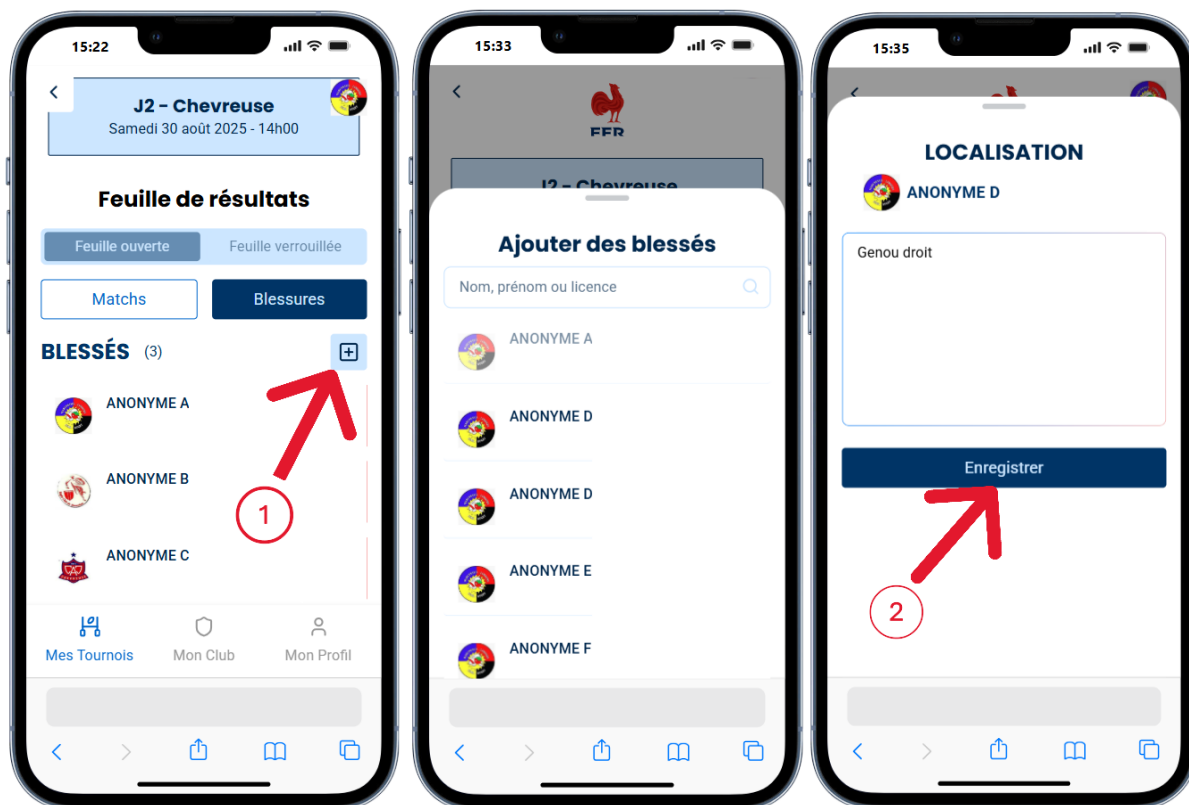 15:22
J2 - Chevreuse
Samedi 30 août 2025 - 14h00
Feuille de résultats
Feuille ouverte
Feuille verrouillée
Matchs
Blessures
BLESSÉS (3)
ANONYME A
ANONYME B
ANONYME C
1
Mes Tournois
Mon Club
Mon Profil
15:33
FFR
J2 - Chevreuse
Ajouter des blessés
Nom, prénom ou licence
ANONYME A
ANONYME D
ANONYME D
ANONYME E
ANONYME F
15:35
LOCALISATION
ANONYME D
Genou droit
Enregistrer
2